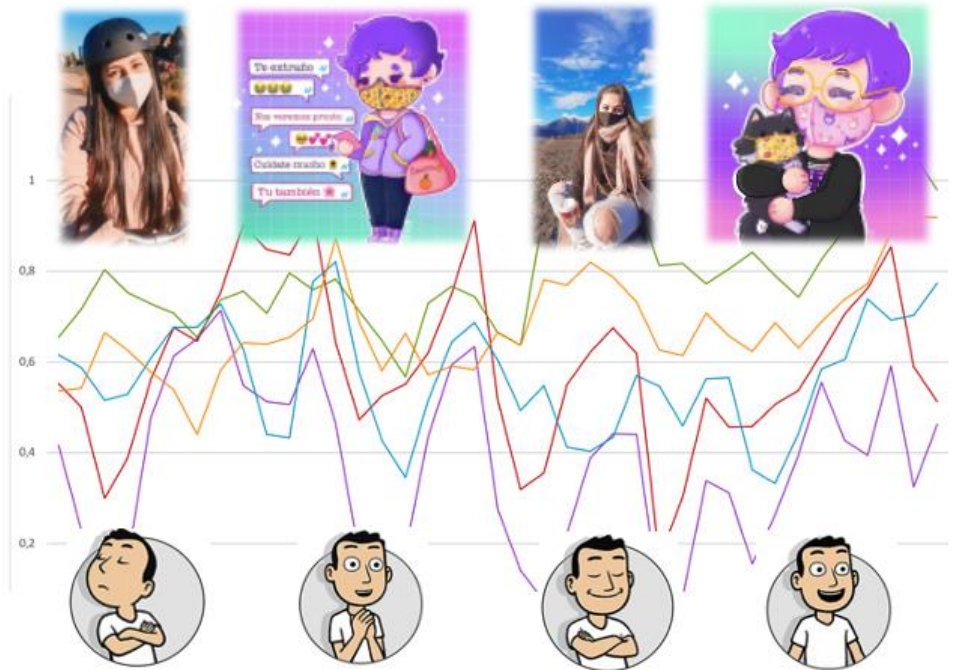 Te extraño
Nos veremos pronto
Cuídate mucho
Tu también
1
0,8
0,6
0,4
0,2